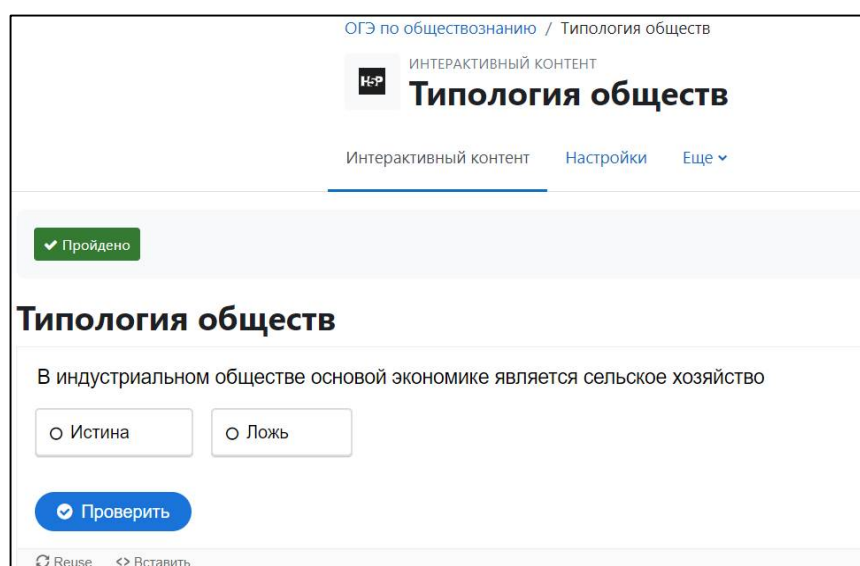 ОГЭ по обществознанию / Типология обществ
ИНТЕРАКТИВНЫЙ КОНТЕНТ
H5P
Типология обществ
Интерактивный контент Настройки Еще
Пройдено
Типология обществ
В индустриальном обществе основой экономике является сельское хозяйство
Истина Ложь
Проверить
Reuse <> Вставить